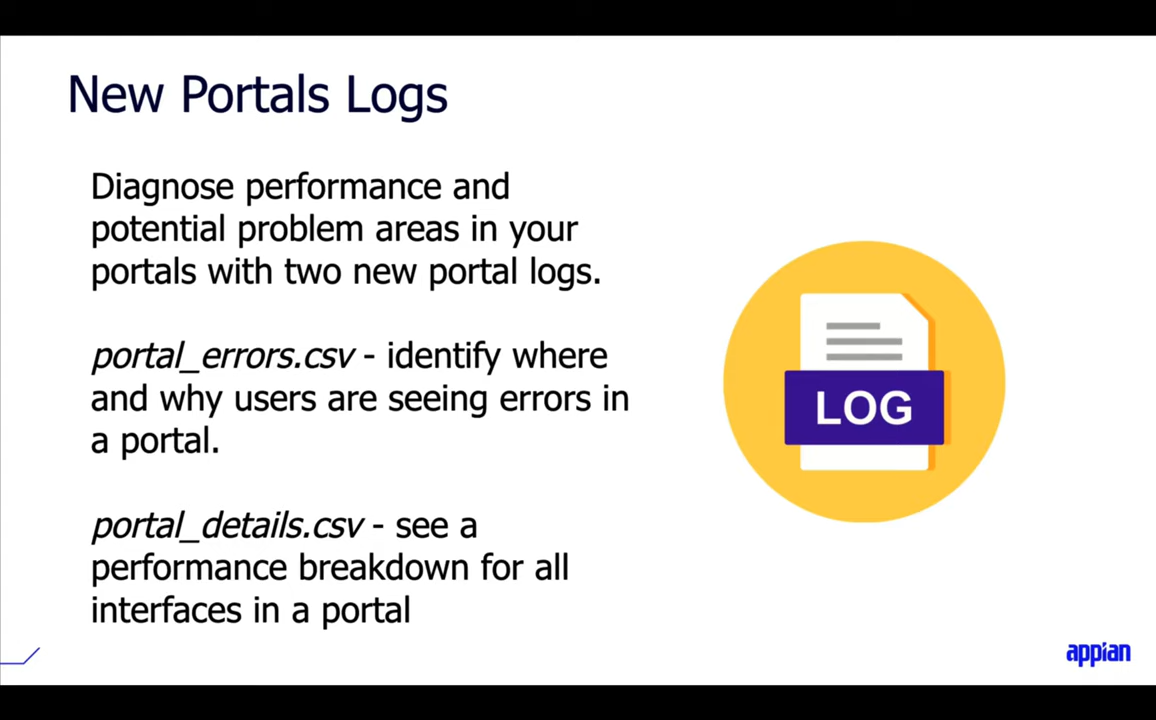 New Portals Logs
Diagnose performance and
potential problem areas in your
portals with two new portal logs.
portal_errors.csv - identify where
and why users are seeing errors in
a portal.
portal_details.csv - see a
performance breakdown for all
interfaces in a portal
LOG
appian